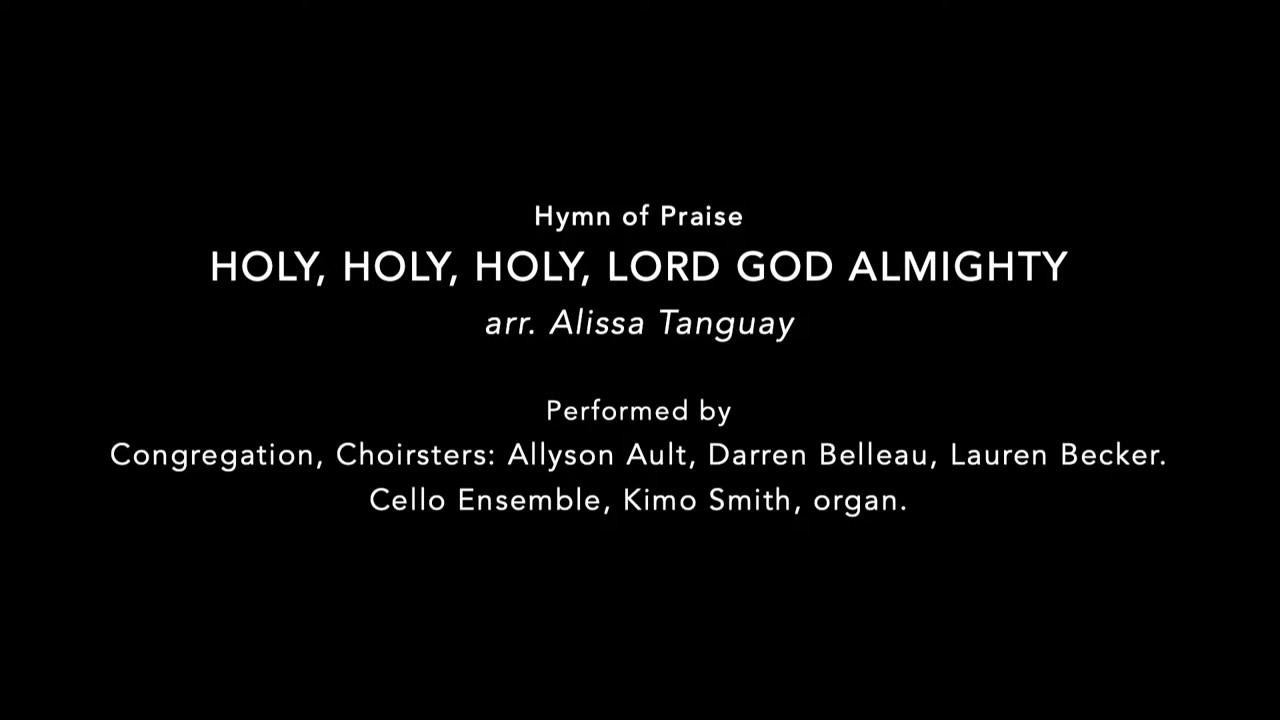 Hymn of Praise
HOLY, HOLY, HOLY, LORD GOD ALMIGHTY
arr. Alissa Tanguay
Performed by
Congregation, Choirsters: Allyson Ault, Darren Belleau, Lauren Becker.
Cello Ensemble, Kimo Smith, organ.